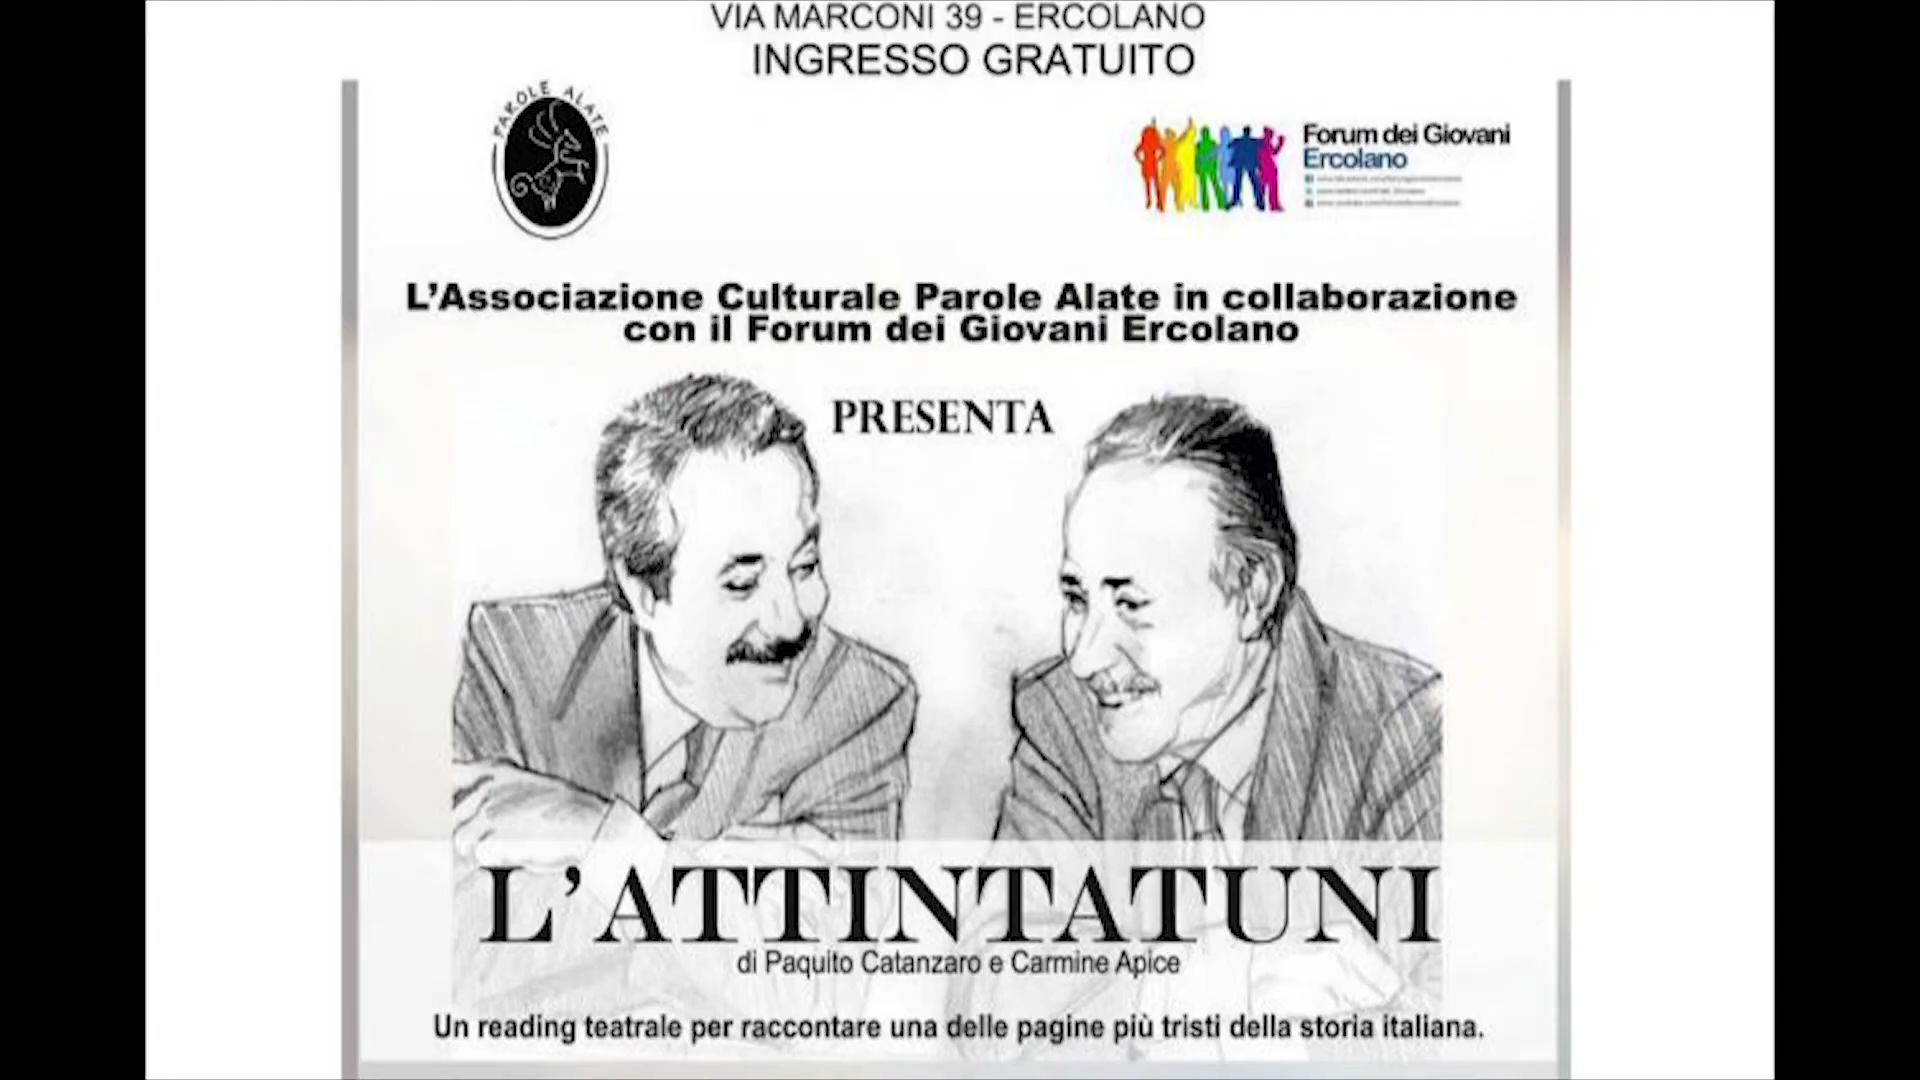 VIA MARCONI 39 - ERCOLANO
INGRESSO GRATUITO
PAROLE ALATE
Forum dei Giovani
Ercolano
L'Associazione Culturale Parole Alate in collaborazione
con il Forum dei Giovani Ercolano
PRESENTA
L'ATTINTATUNI
di Paquito Catanzaro e Carmine Apice
Un reading teatrale per raccontare una delle pagine più tristi della storia italiana.